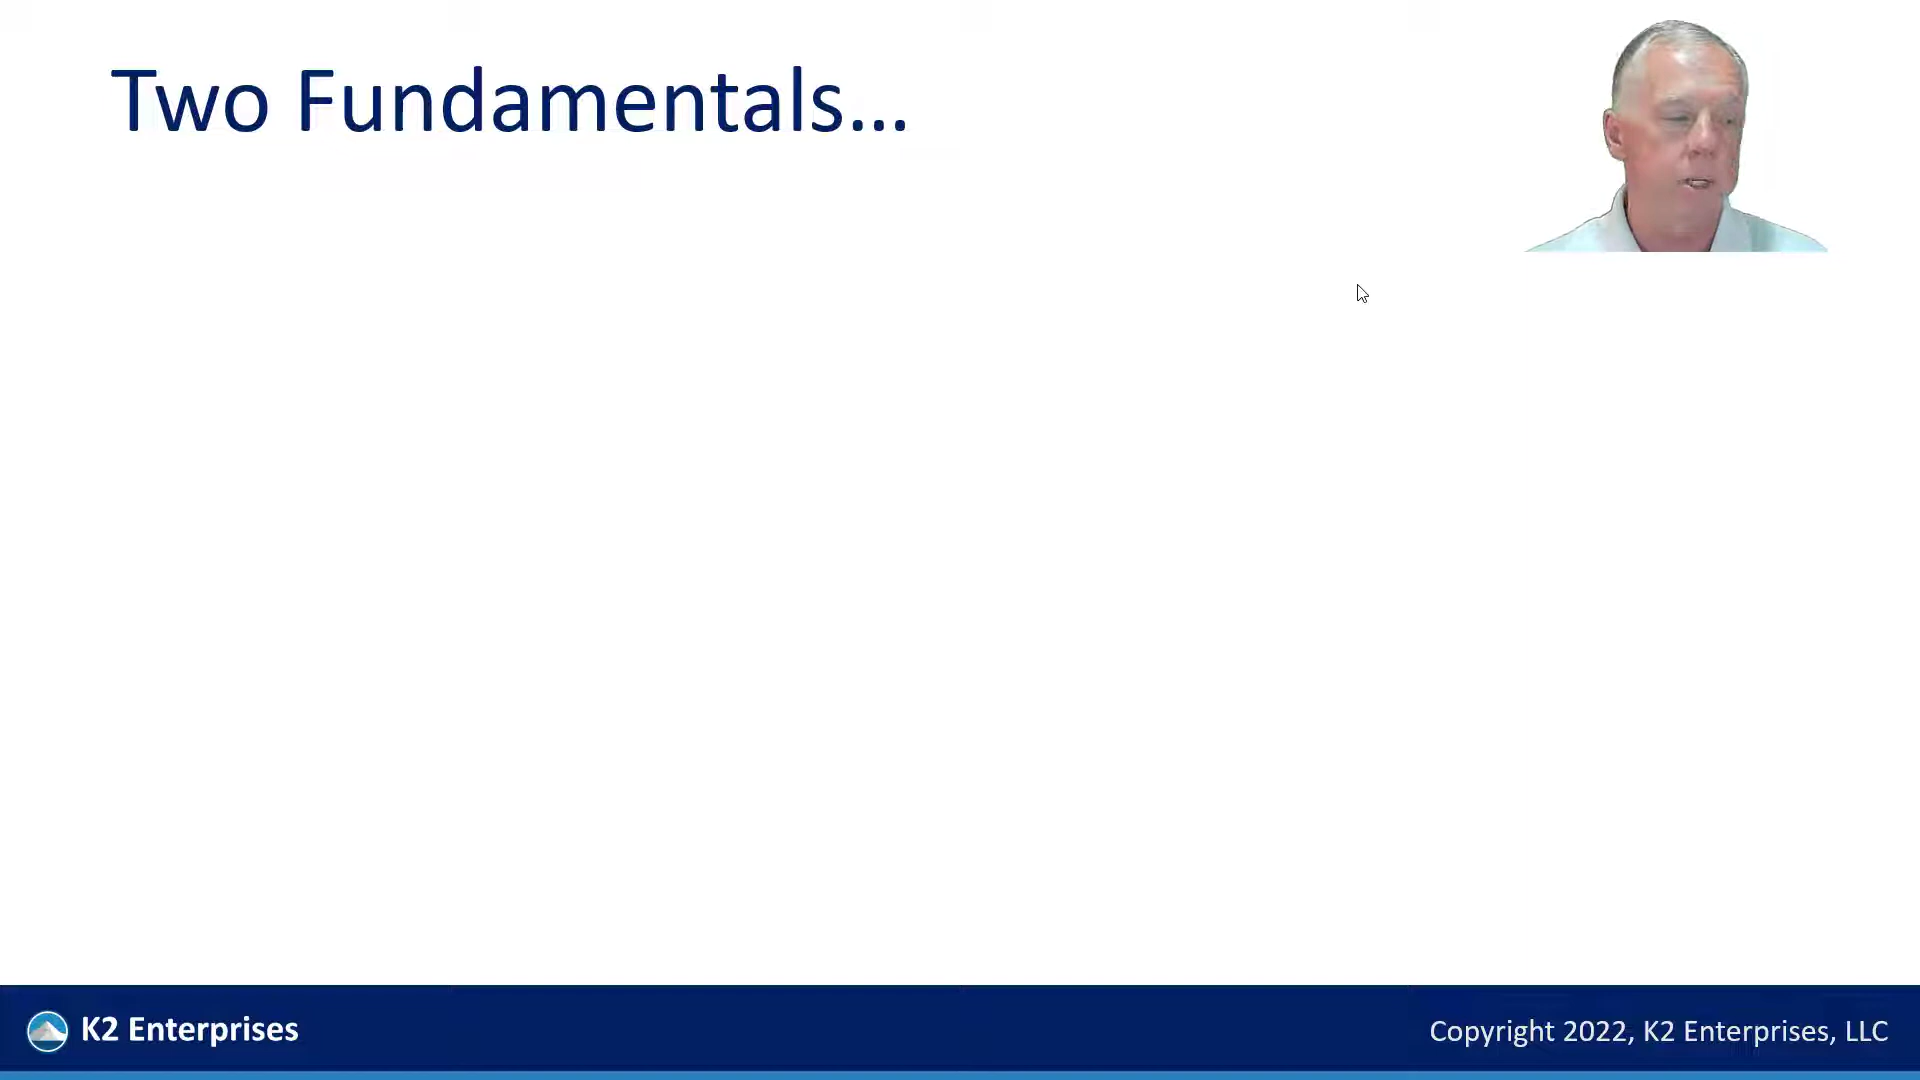 Two Fundamentals...
K2 Enterprises
Copyright 2022, K2 Enterprises, LLC